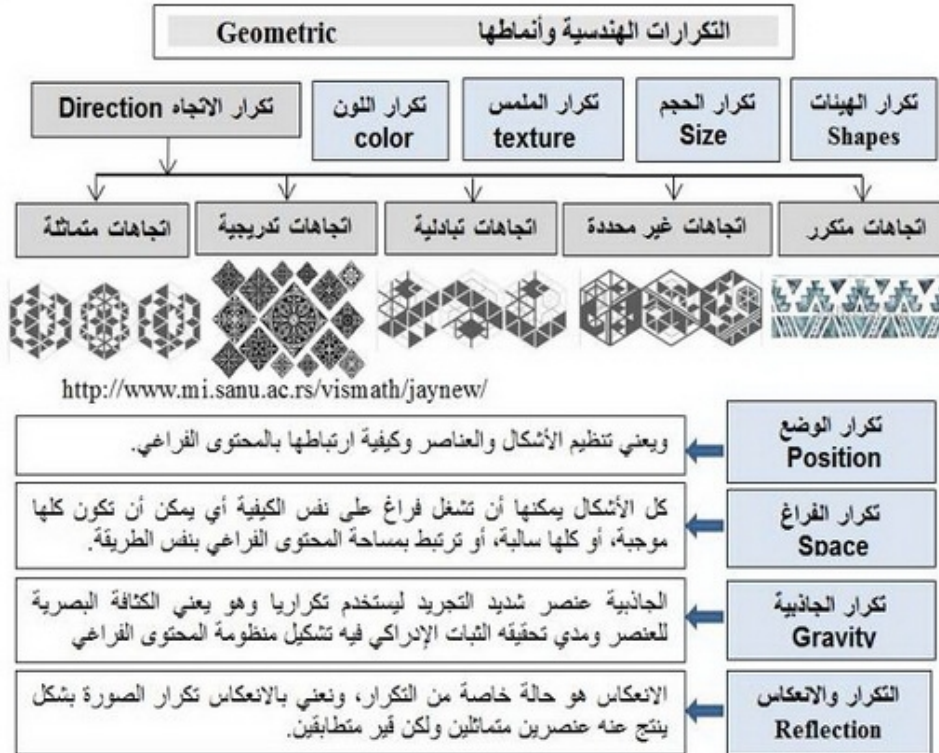 التكرارات الهندسية وأنماطها Geometric
تكرار الهيئات
Shapes
تكرار الحجم
Size
تكرار الملمس
texture
تكرار اللون
color
تكرار الاتجاه Direction
اتجاهات متكرر
اتجاهات غير محددة
اتجاهات تبادلية
اتجاهات تدريجية
اتجاهات متماثلة
http://www.mi.sanu.ac.rs/vismath/jaynew/
تكرار الوضع
Position
ويعني تنظيم الأشكال والعناصر وكيفية ارتباطها بالمحتوى الفراغي.
تكرار الفراغ
Space
كل الأشكال يمكنها أن تشغل فراغ على نفس الكيفية أي يمكن أن تكون كلها
موجبة، أو كلها سالبة، أو ترتبط بمساحة المحتوى الفراغي بنفس الطريقة.
تكرار الجاذبية
Gravity
الجاذبية عنصر شديد التجريد ليستخدم تكراريا وهو يعني الكثافة البصرية
للعنصر ومدي تحقيقه الثبات الإدراكي فيه تشكيل منظومة المحتوى الفراغي
التكرار والانعكاس
Reflection
الانعكاس هو حالة خاصة من التكرار، ونعني بالانعكاس تكرار الصورة بشكل
ينتج عنه عنصرين متماثلين ولكن قير متطابقين.